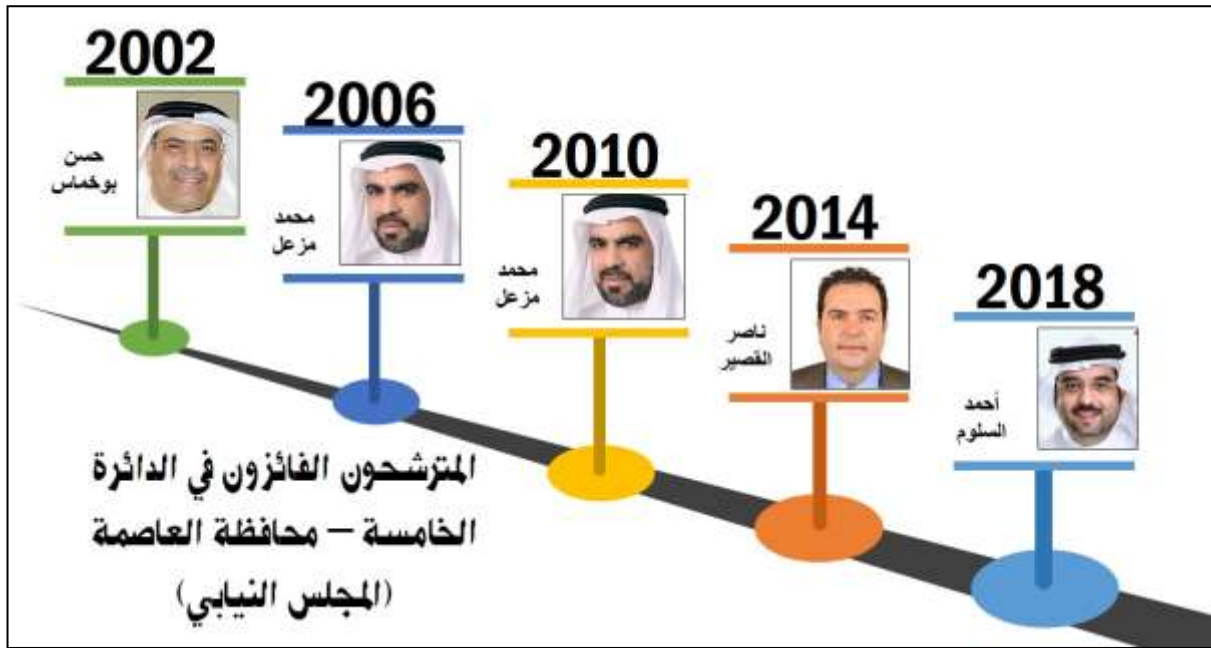 2002
حسن
بوخماس
2006
محمد
مزعل
2010
محمد
مزعل
2014
ناصر
القصير
2018
أحمد
السلوم
المترشحون الفائزون في الدائرة
الخامسة – محافظة العاصمة
(المجلس النيابي)